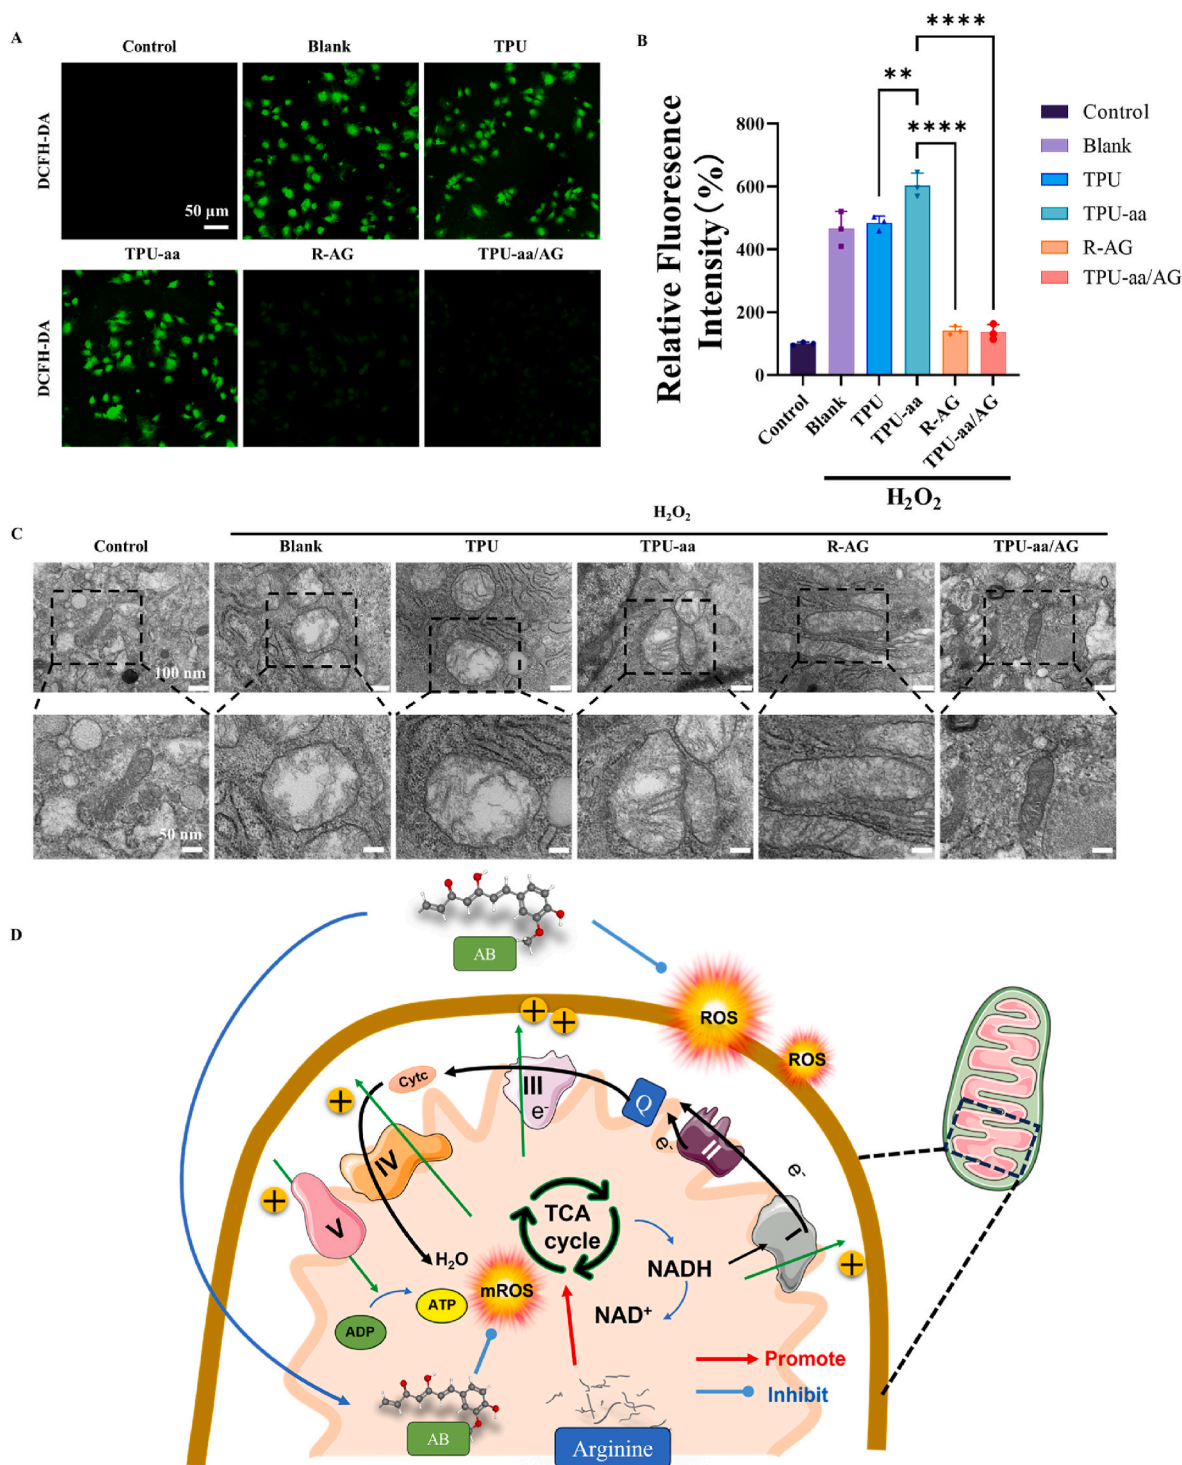 A
Control
Blank
TPU
DCFH-DA
50 μm
TPU-aa
R-AG
TPU-aa/AG
DCFH-DA
B
Relative Fluoresence
Intensity (%)
800
600
400
200
0
****
**
****
Control
Blank
TPU
TPU-aa
R-AG
TPU-aa/AG
H₂O₂
Control
Blank
TPU
TPU-aa
R-AG
TPU-aa/AG
C
H₂O₂
Control
Blank
TPU
TPU-aa
R-AG
TPU-aa/AG
100 nm
50 nm
D
AB
ROS
ROS
+
+
III
e⁻
Cytc
Q
+
IV
II
e⁻
e⁻
I
+
V
+
TCA
cycle
H₂O
NADH
mROS
NAD⁺
ATP
ADP
Promote
Inhibit
AB
Arginine